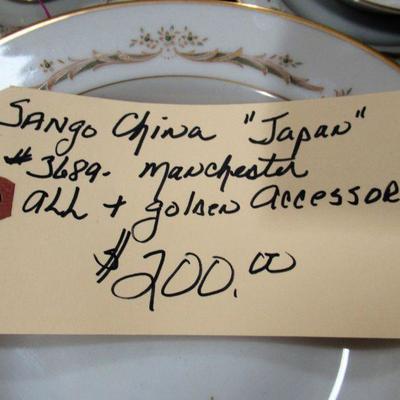 Sango China "Japan"
#3689. Manchester
All + golden Accessor
$200.00